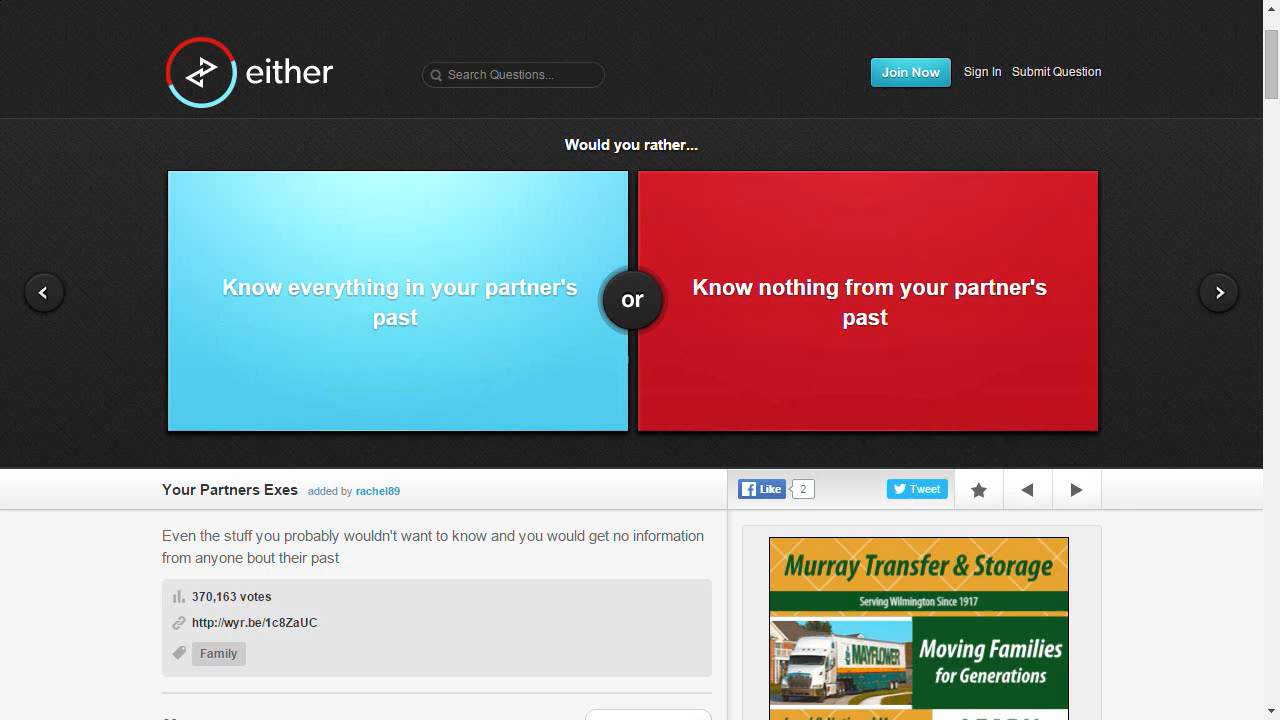 either
Search Questions...
Join Now
Sign In
Submit Question
Would you rather...
Know everything in your partner's
past
or
Know nothing from your partner's
past
Your Partners Exes added by rachel89
Like
2
Tweet
Even the stuff you probably wouldn't want to know and you would get no information
from anyone bout their past
370,163 votes
http://wyr.be/1c8ZaUC
Family
Murray Transfer & Storage
Serving Wilmington Since 1917
MAYFLOWER
Moving Families
for Generations